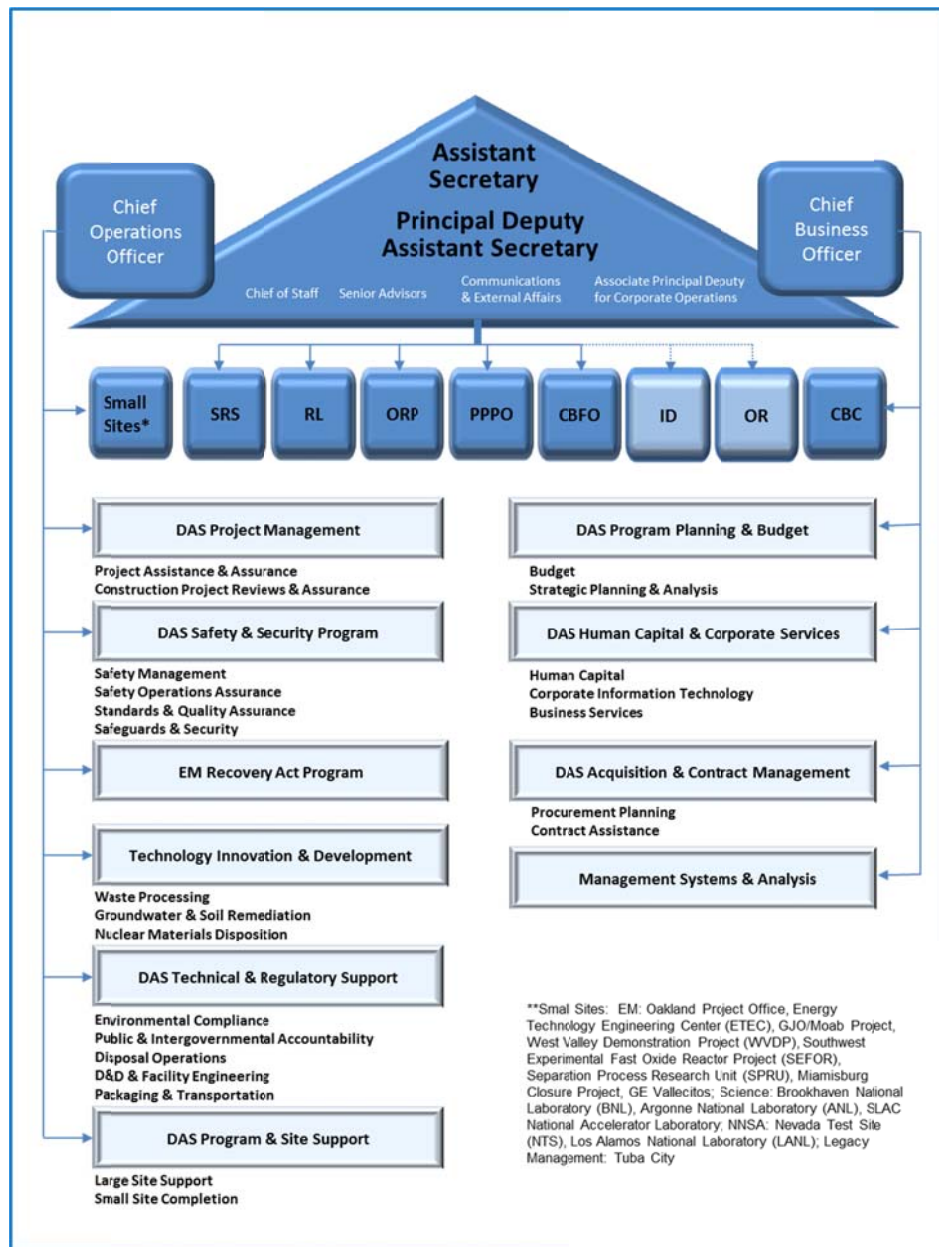 Assistant
Secretary
Principal Deputy
Assistant Secretary
Chief
Operations
Officer
Chief
Business
Officer
Chief of Staff
Senior Advisors
Communications
& External Affairs
Associate Principal Deputy
for Corporate Operations
Small
Sites*
SRS
RL
ORP
PPPO
CBFO
ID
OR
CBC
DAS Project Management
Project Assistance & Assurance
Construction Project Reviews & Assurance
DAS Safety & Security Program
Safety Management
Safety Operations Assurance
Standards & Quality Assurance
Safeguards & Security
EM Recovery Act Program
Technology Innovation & Development
Waste Processing
Groundwater & Soil Remediation
Nuclear Materials Disposition
DAS Technical & Regulatory Support
Environmental Compliance
Public & Intergovernmental Accountability
Disposal Operations
D&D & Facility Engineering
Packaging & Transportation
DAS Program & Site Support
Large Site Support
Small Site Completion
DAS Program Planning & Budget
Budget
Strategic Planning & Analysis
DAS Human Capital & Corporate Services
Human Capital
Corporate Information Technology
Business Services
DAS Acquisition & Contract Management
Procurement Planning
Contract Assistance
Management Systems & Analysis
**Smal Sites: EM: Oakland Project Office, Energy
Technology Engineering Center (ETEC), GJO/Moab Project,
West Valley Demonstration Project (WVDP), Southwest
Experimental Fast Oxide Reactor Project (SEFOR),
Separation Process Research Unit (SPRU), Miamisburg
Closure Project, GE Vallecitos; Science: Brookhaven National
Laboratory (BNL), Argonne National Laboratory (ANL), SLAC
National Accelerator Laboratory; NNSA: Nevada Test Site
(NTS), Los Alamos National Laboratory (LANL); Legacy
Management: Tuba City